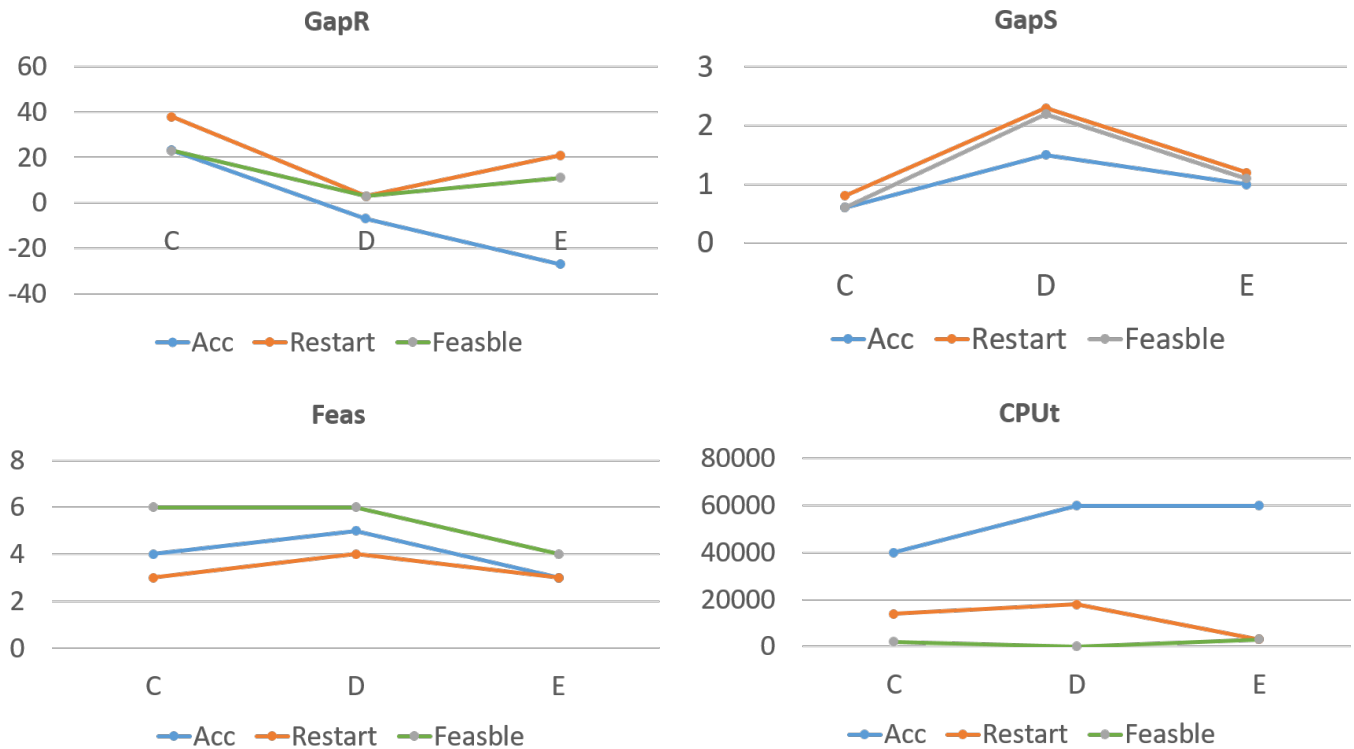 GapR
60
40
20
0
-20
-40
C D E
Acc Restart Feasble
GapS
3
2
1
0
C D E
Acc Restart Feasble
Feas
8
6
4
2
0
C D E
Acc Restart Feasble
CPUt
80000
60000
40000
20000
0
C D E
Acc Restart Feasble